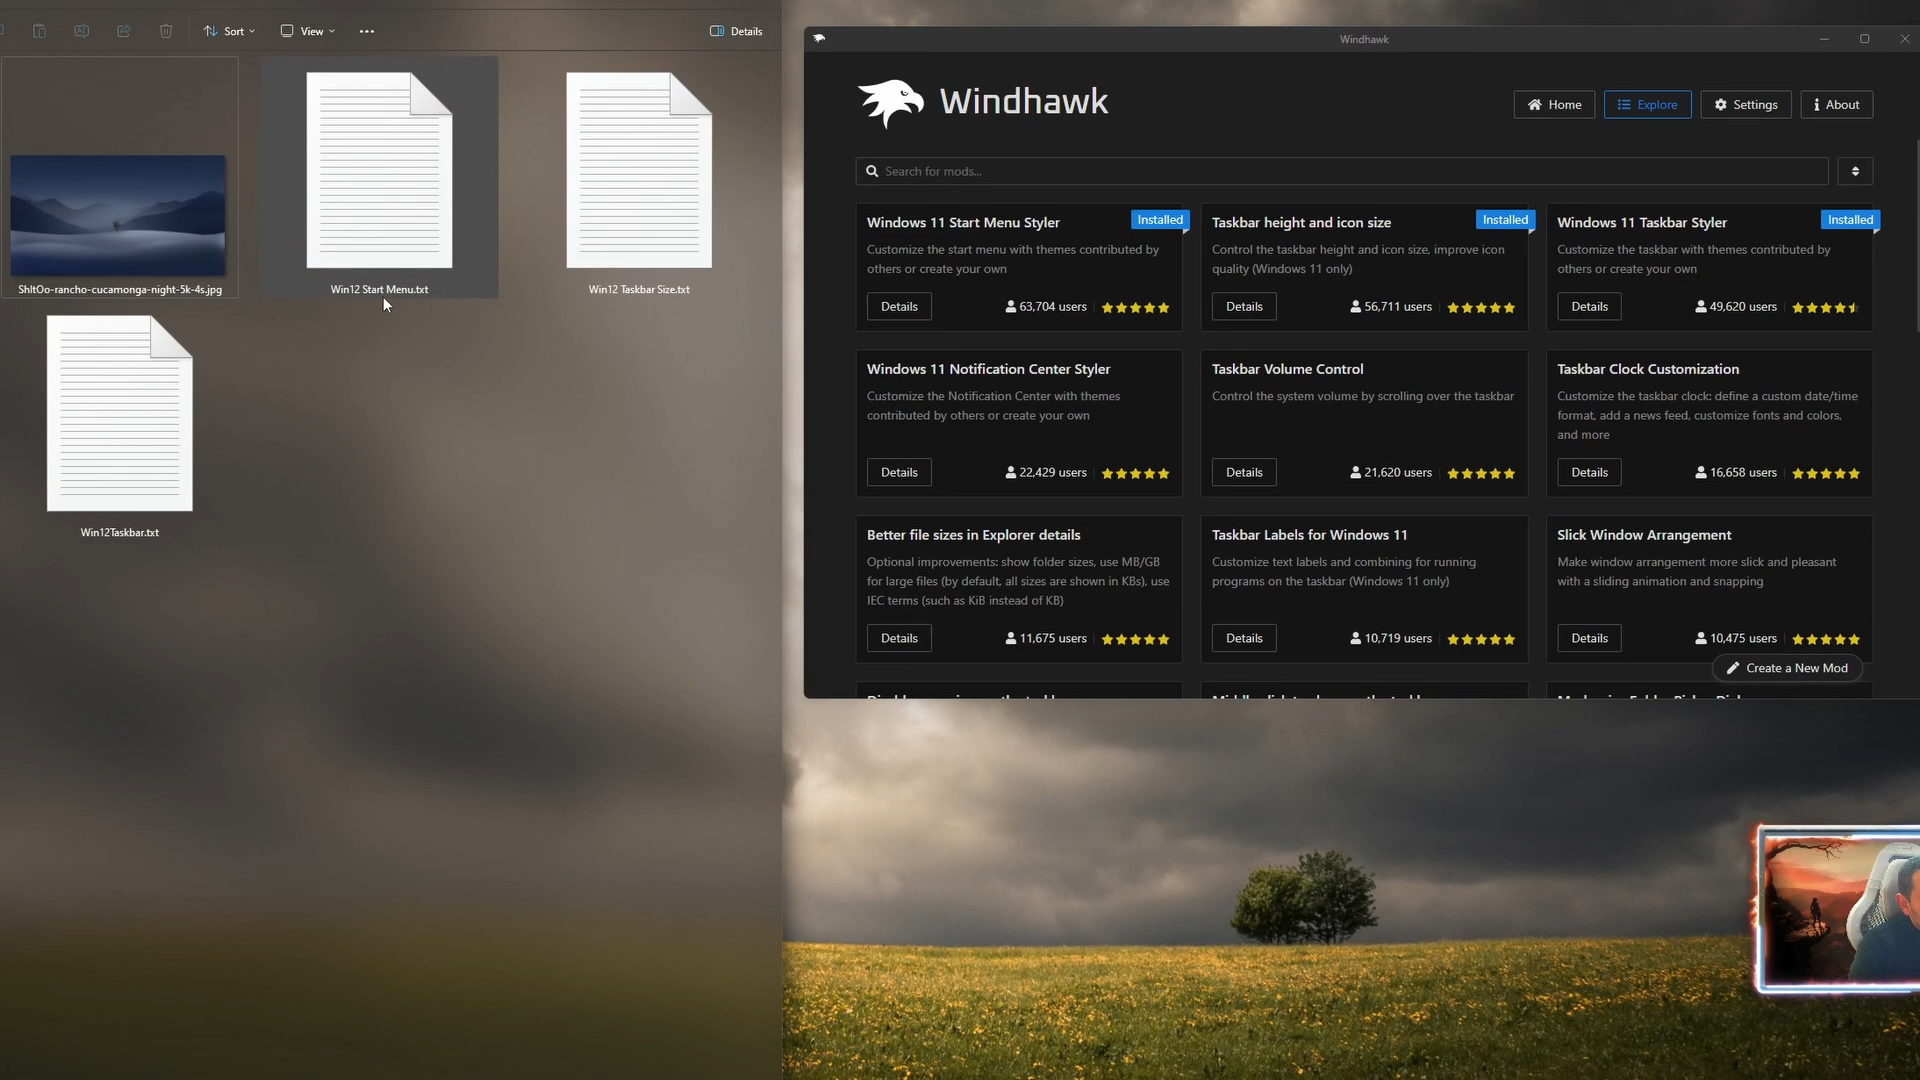 Sort
View
Details
ShltOo-rancho-cucamonga-night-5k-4s.jpg
Win12 Start Menu.txt
Win12 Taskbar Size.txt
Win12Taskbar.txt
Windhawk
Windhawk
Home
Explore
Settings
About
Search for mods...
Windows 11 Start Menu Styler
Installed
Customize the start menu with themes contributed by
others or create your own
Details
63,704 users
Taskbar height and icon size
Installed
Control the taskbar height and icon size, improve icon
quality (Windows 11 only)
Details
56,711 users
Windows 11 Taskbar Styler
Installed
Customize the taskbar with themes contributed by
others or create your own
Details
49,620 users
Windows 11 Notification Center Styler
Customize the Notification Center with themes
contributed by others or create your own
Details
22,429 users
Taskbar Volume Control
Control the system volume by scrolling over the taskbar
Details
21,620 users
Taskbar Clock Customization
Customize the taskbar clock: define a custom date/time
format, add a news feed, customize fonts and colors,
and more
Details
16,658 users
Better file sizes in Explorer details
Optional improvements: show folder sizes, use MB/GB
for large files (by default, all sizes are shown in KBs), use
IEC terms (such as KiB instead of KB)
Details
11,675 users
Taskbar Labels for Windows 11
Customize text labels and combining for running
programs on the taskbar (Windows 11 only)
Details
10,719 users
Slick Window Arrangement
Make window arrangement more slick and pleasant
with a sliding animation and snapping
Details
10,475 users
Create a New Mod